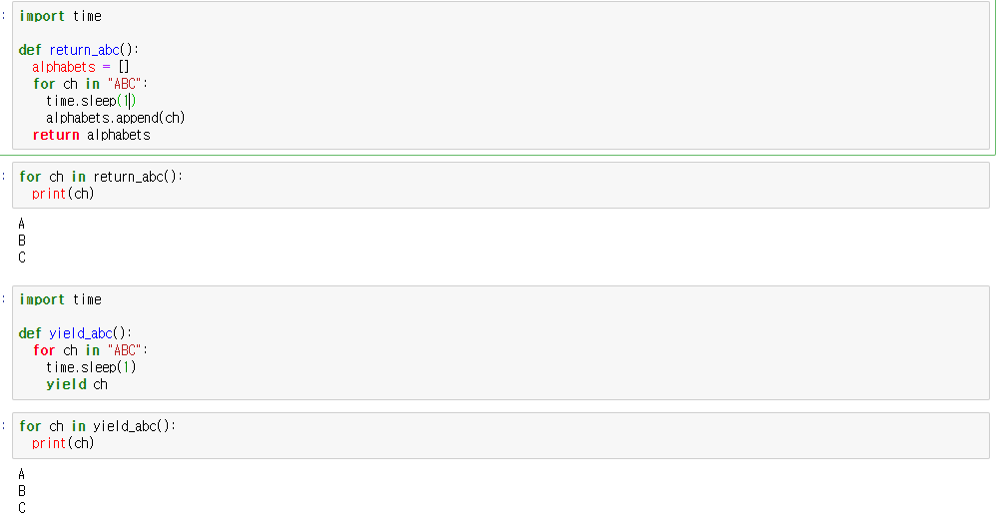 : import time
def return_abc():
alphabets = []
for ch in "ABC":
time.sleep(1)
alphabets.append(ch)
return alphabets
: for ch in return_abc():
print(ch)
A
B
C
: import time
def yield_abc():
for ch in "ABC":
time.sleep(1)
yield ch
: for ch in yield_abc():
print(ch)
A
B
C